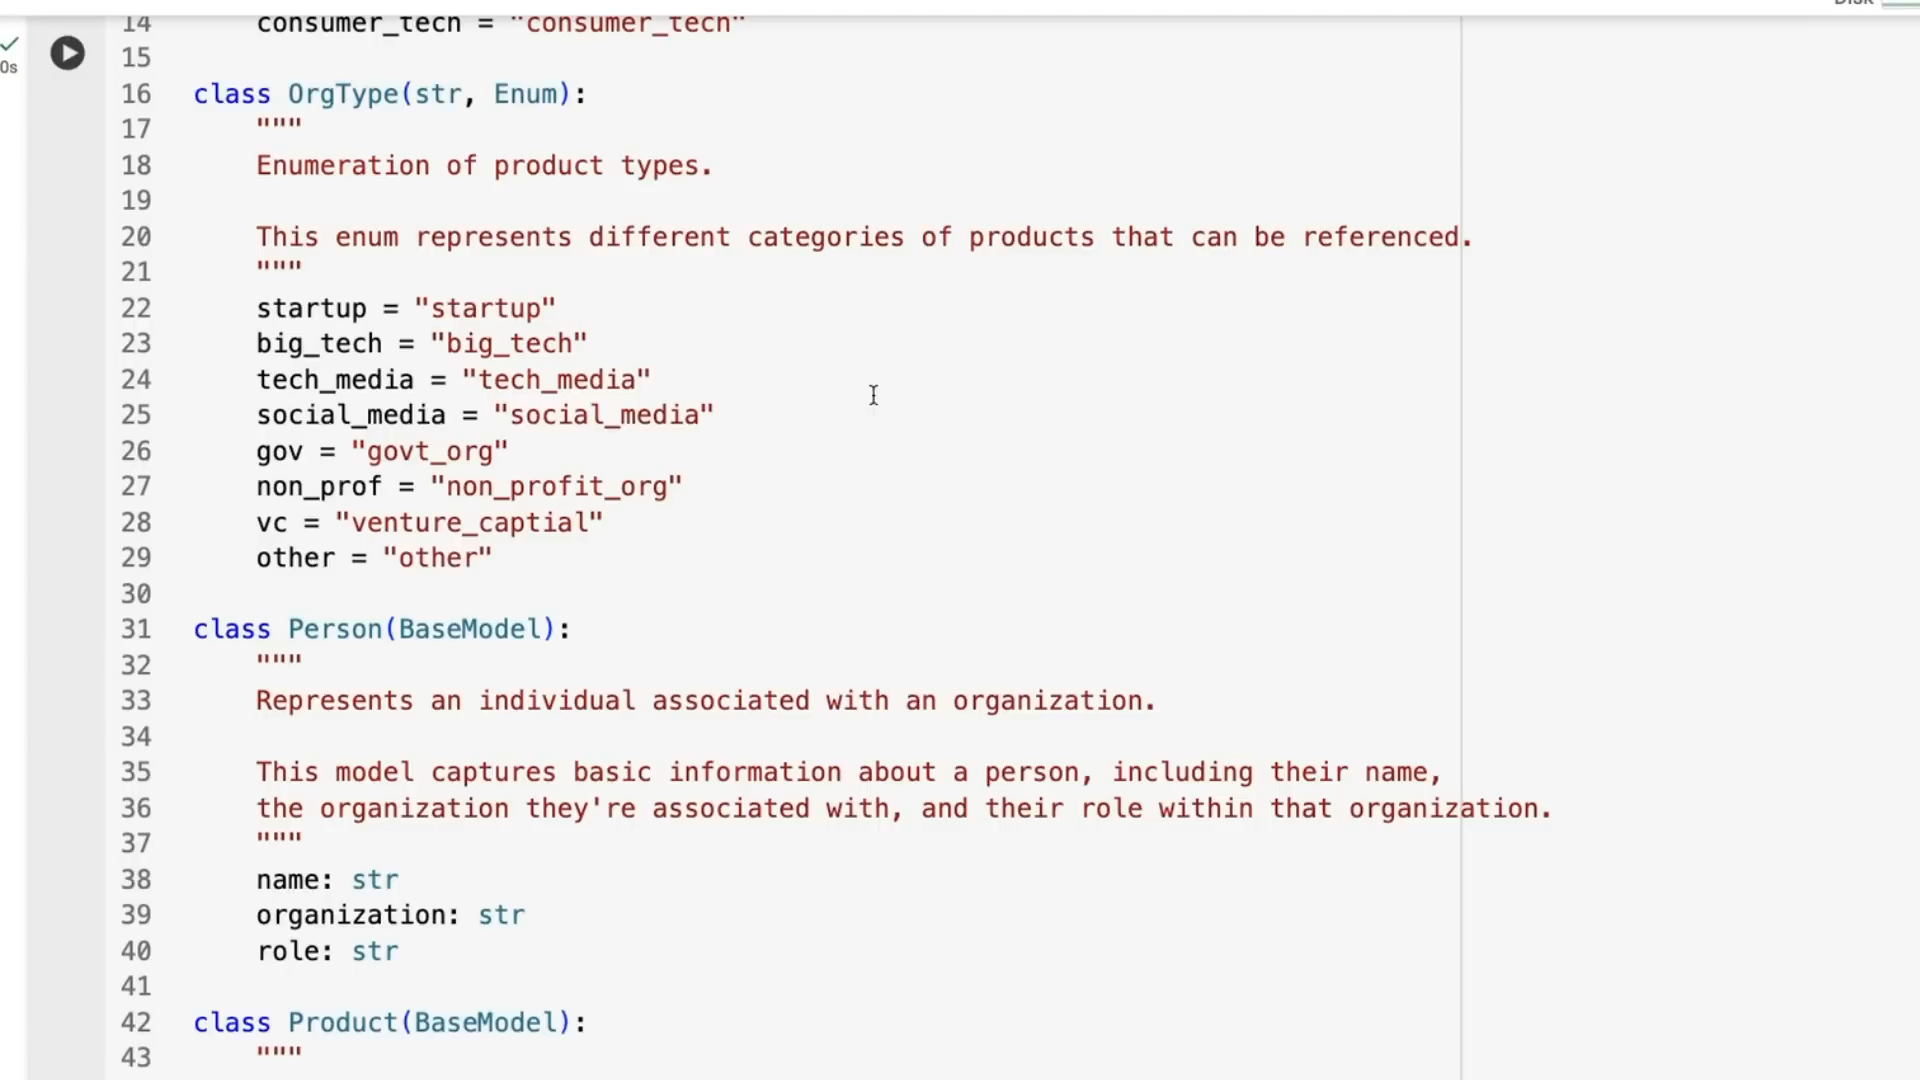 Disk
14 consumer_tech = "consumer_tech"
0s
15
16 class OrgType(str, Enum):
17 """
18 Enumeration of product types.
19
20 This enum represents different categories of products that can be referenced.
21 """
22 startup = "startup"
23 big_tech = "big_tech"
24 tech_media = "tech_media"
25 social_media = "social_media"
26 gov = "govt_org"
27 non_prof = "non_profit_org"
28 vc = "venture_captial"
29 other = "other"
30
31 class Person(BaseModel):
32 """
33 Represents an individual associated with an organization.
34
35 This model captures basic information about a person, including their name,
36 the organization they're associated with, and their role within that organization.
37 """
38 name: str
39 organization: str
40 role: str
41
42 class Product(BaseModel):
43 """